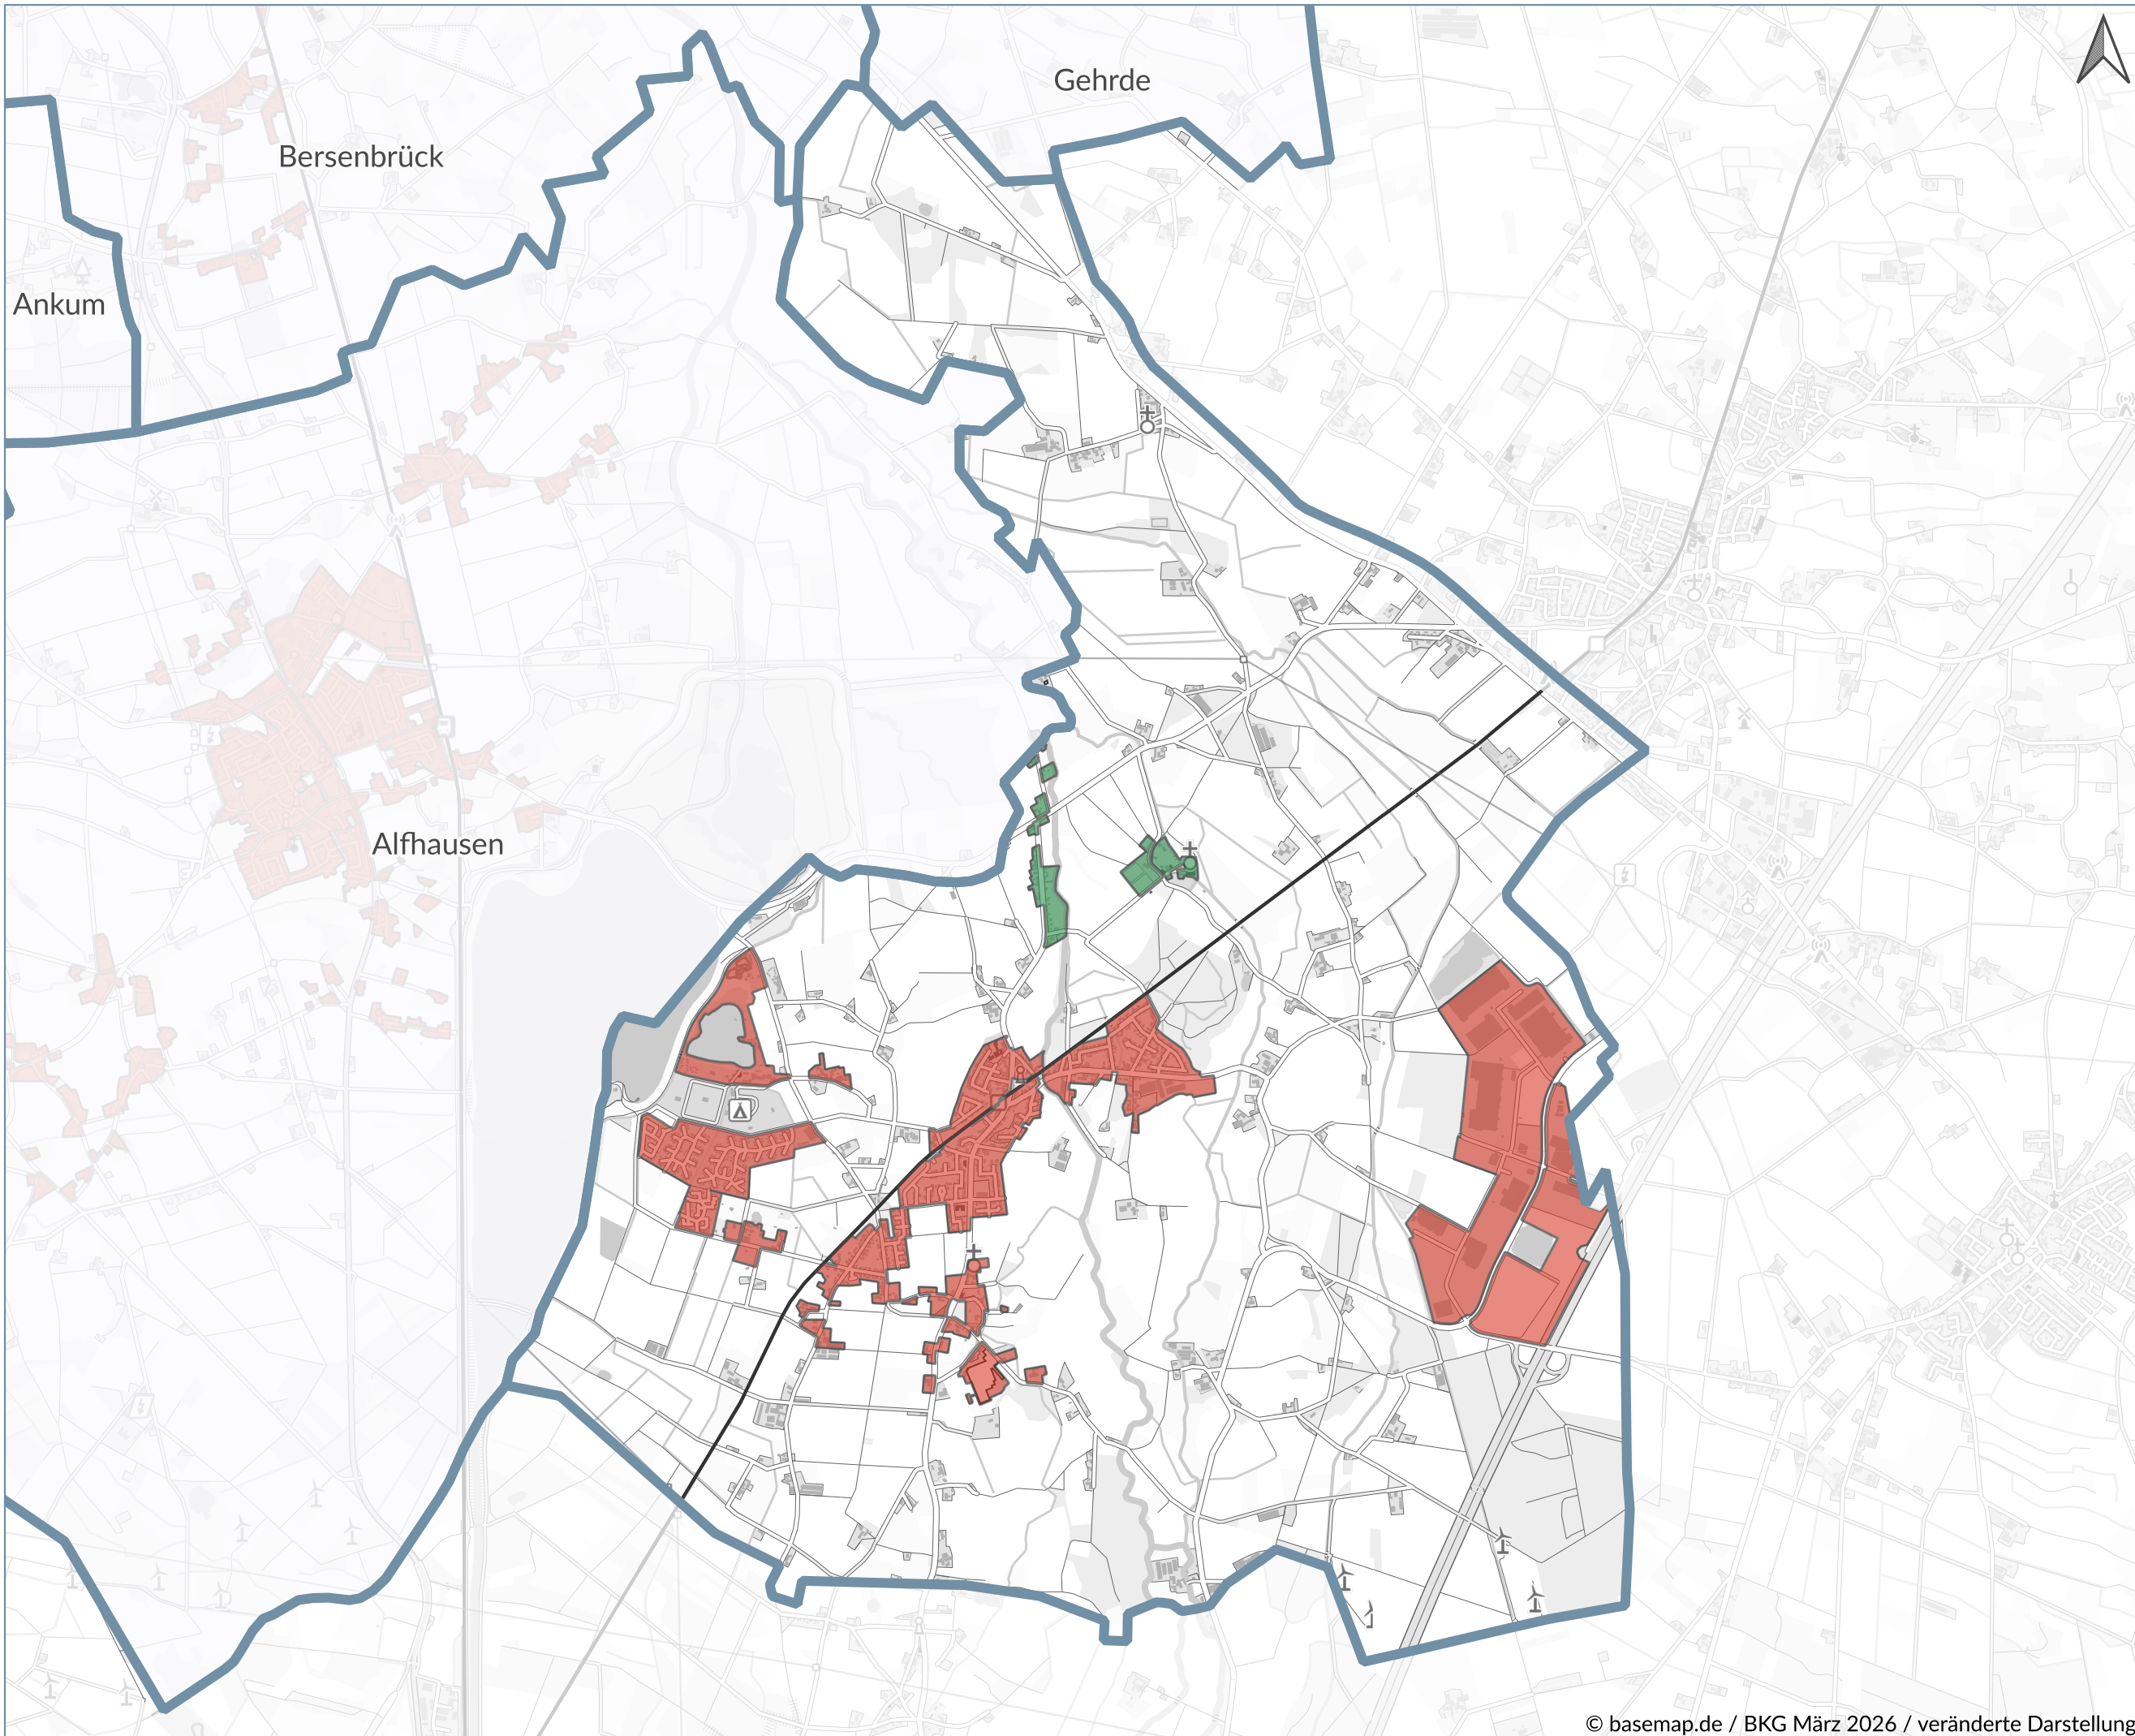 Gehrde
Bersenbrück
Ankum
Alfhausen
© basemap.de / BKG März 2026 / veränderte Darstellung